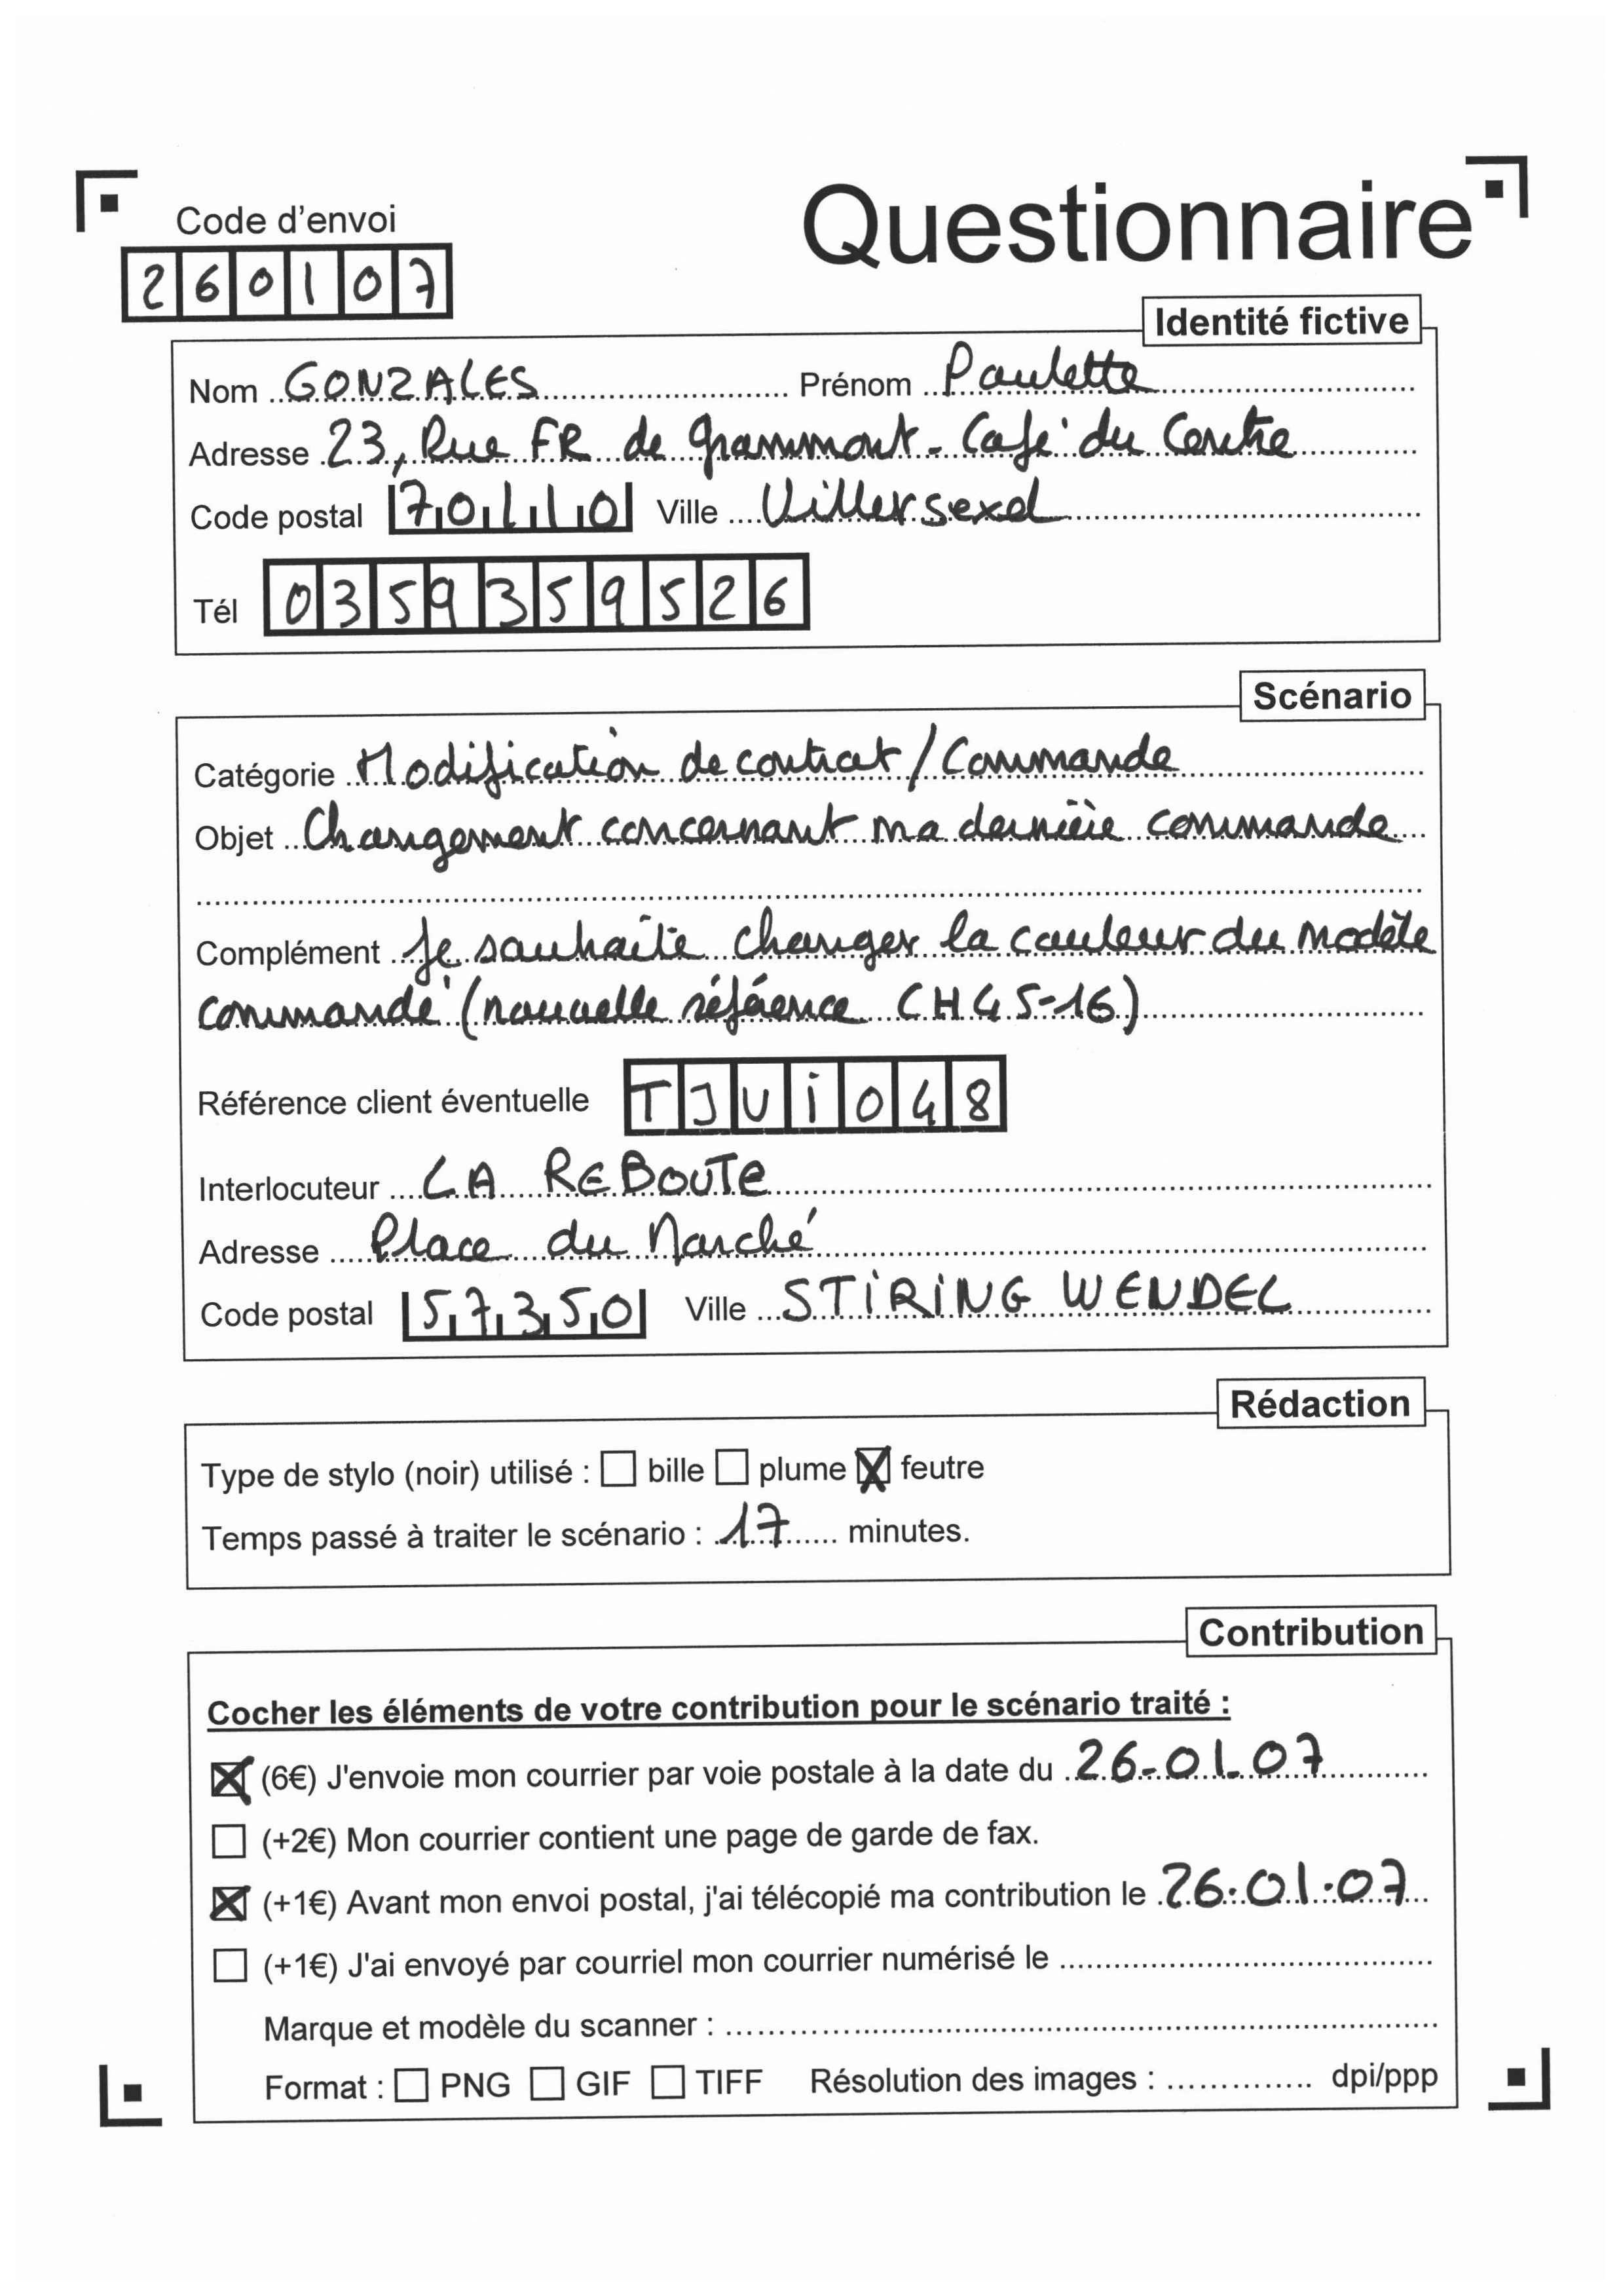 Code d'envoi
Questionnaire
260107
Identité fictive
Nom GONZALES Prénom Paulette
Adresse 23, Rue FR de Grammont - Café du Centre
Code postal 70110 Ville Villersexel
Tél 0359359526
Scénario
Catégorie Modification de contrat / Commande
Objet Changement concernant ma dernière commande
Complément Je souhaite changer la couleur du modèle
commandé (nouvelle référence CH45-16)
Référence client éventuelle TJUi048
Interlocuteur LA REBOUTE
Adresse Place du Marché
Code postal 57350 Ville STiRiNG WENDEL
Rédaction
Type de stylo (noir) utilisé : ☐ bille ☐ plume ☒ feutre
Temps passé à traiter le scénario : 17 minutes.
Contribution
Cocher les éléments de votre contribution pour le scénario traité :
☒ (6€) J'envoie mon courrier par voie postale à la date du 26-01.07
☐ (+2€) Mon courrier contient une page de garde de fax.
☒ (+1€) Avant mon envoi postal, j'ai télécopié ma contribution le 26.01.07
☐ (+1€) J'ai envoyé par courriel mon courrier numérisé le
Marque et modèle du scanner :
Format : ☐ PNG ☐ GIF ☐ TIFF Résolution des images : dpi/ppp